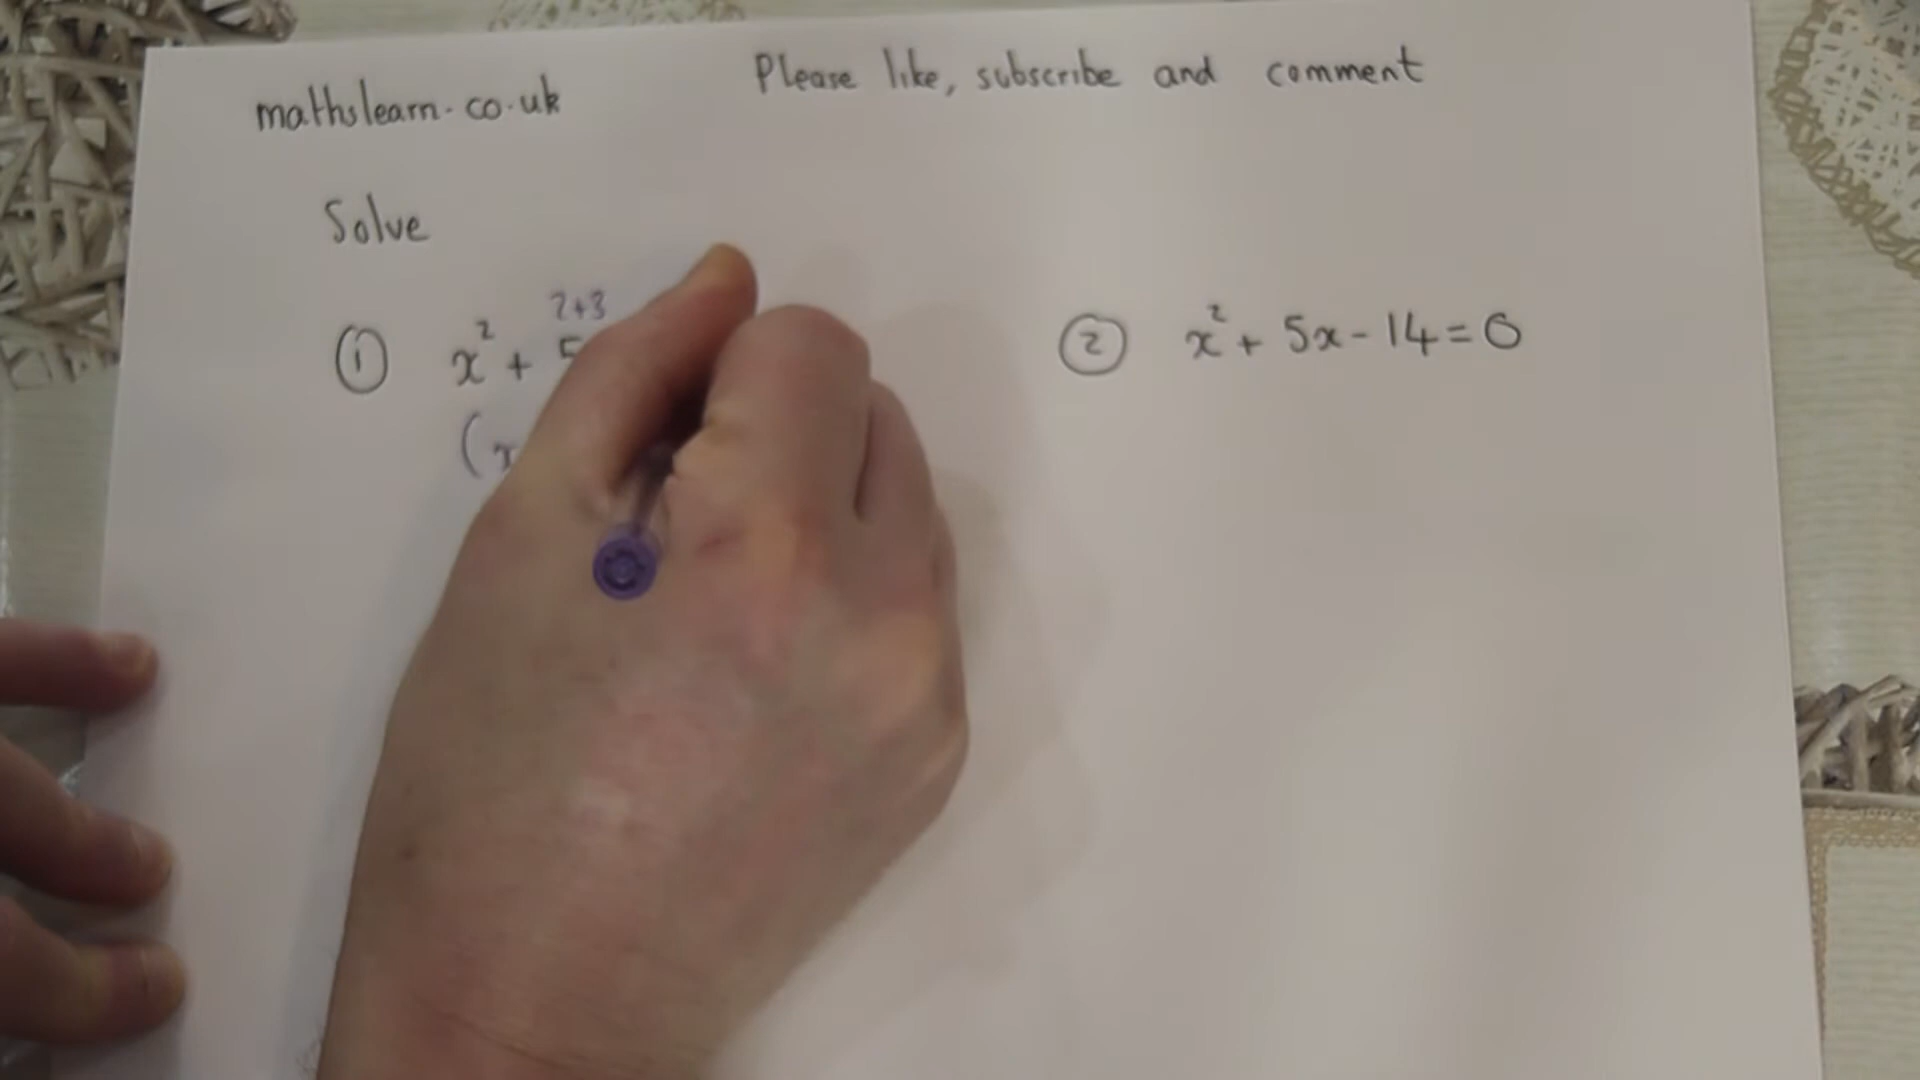 mathslearn.co.uk
Please like, subscribe and comment
Solve
2+3
① x² + 5
(x
② x² + 5x - 14 = 0